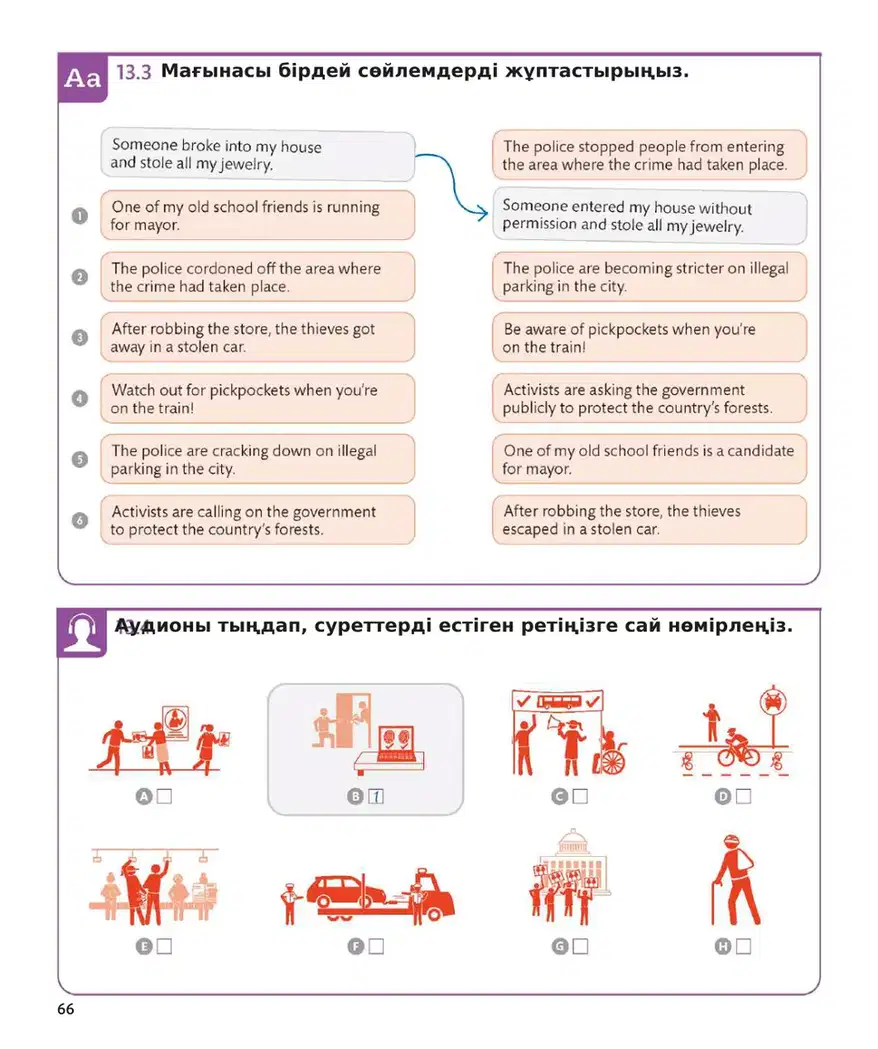 Aa 13.3 Мағынасы бірдей сөйлемдерді жұптастырыңыз.
Someone broke into my house
and stole all my jewelry.
1 One of my old school friends is running
for mayor.
2 The police cordoned off the area where
the crime had taken place.
3 After robbing the store, the thieves got
away in a stolen car.
4 Watch out for pickpockets when you're
on the train!
5 The police are cracking down on illegal
parking in the city.
6 Activists are calling on the government
to protect the country's forests.
The police stopped people from entering
the area where the crime had taken place.
Someone entered my house without
permission and stole all my jewelry.
The police are becoming stricter on illegal
parking in the city.
Be aware of pickpockets when you're
on the train!
Activists are asking the government
publicly to protect the country's forests.
One of my old school friends is a candidate
for mayor.
After robbing the store, the thieves
escaped in a stolen car.
Аудионы тыңдап, суреттерді естіген ретіңізге сай нөмірлеңіз.
A
B 1
C
D
E
F
G
H
66